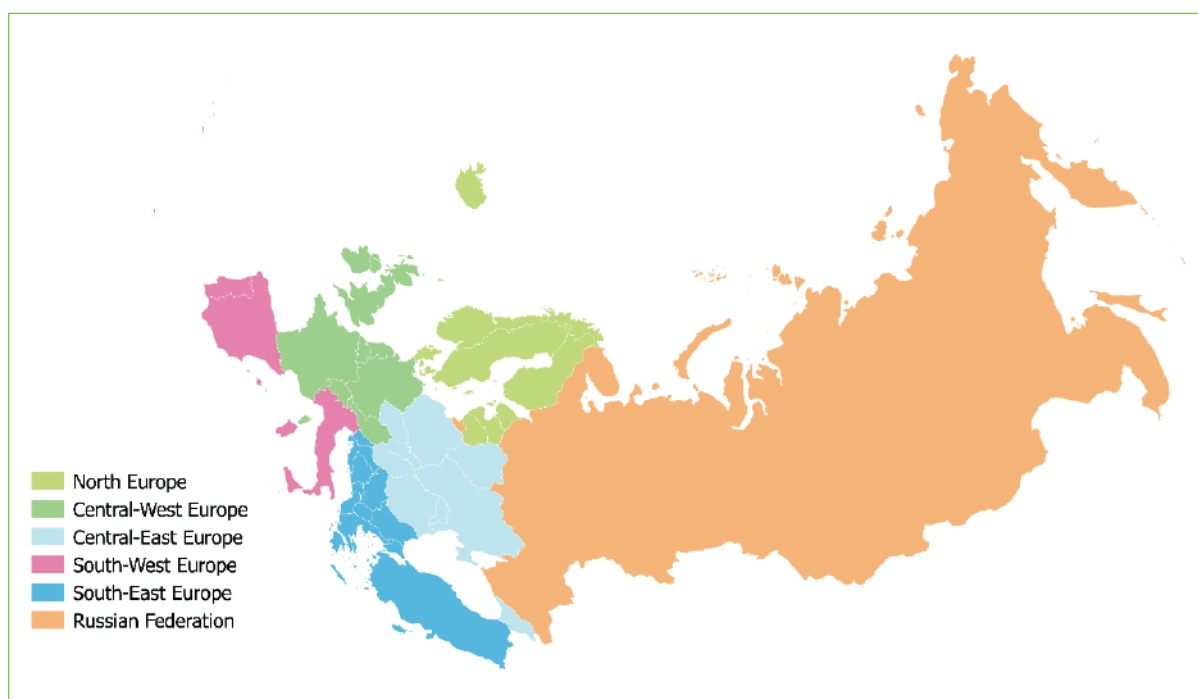 North Europe
Central-West Europe
Central-East Europe
South-West Europe
South-East Europe
Russian Federation